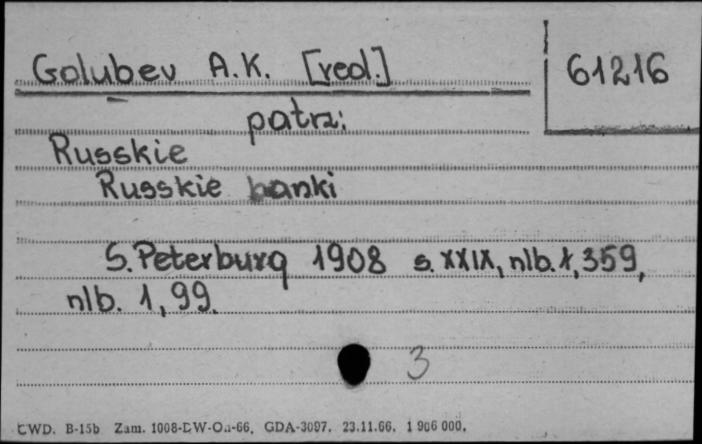 Golubev A.K. [red.]
61216
patrz:
Russkie
Russkie banki
S. Peterburg 1908 s. XXIX, nlb. 1, 359,
nlb. 1, 99.
3
CWD. B-15b Zam. 1008-DW-Oa-66. GDA-3097. 23.11.66. 1 906 000.